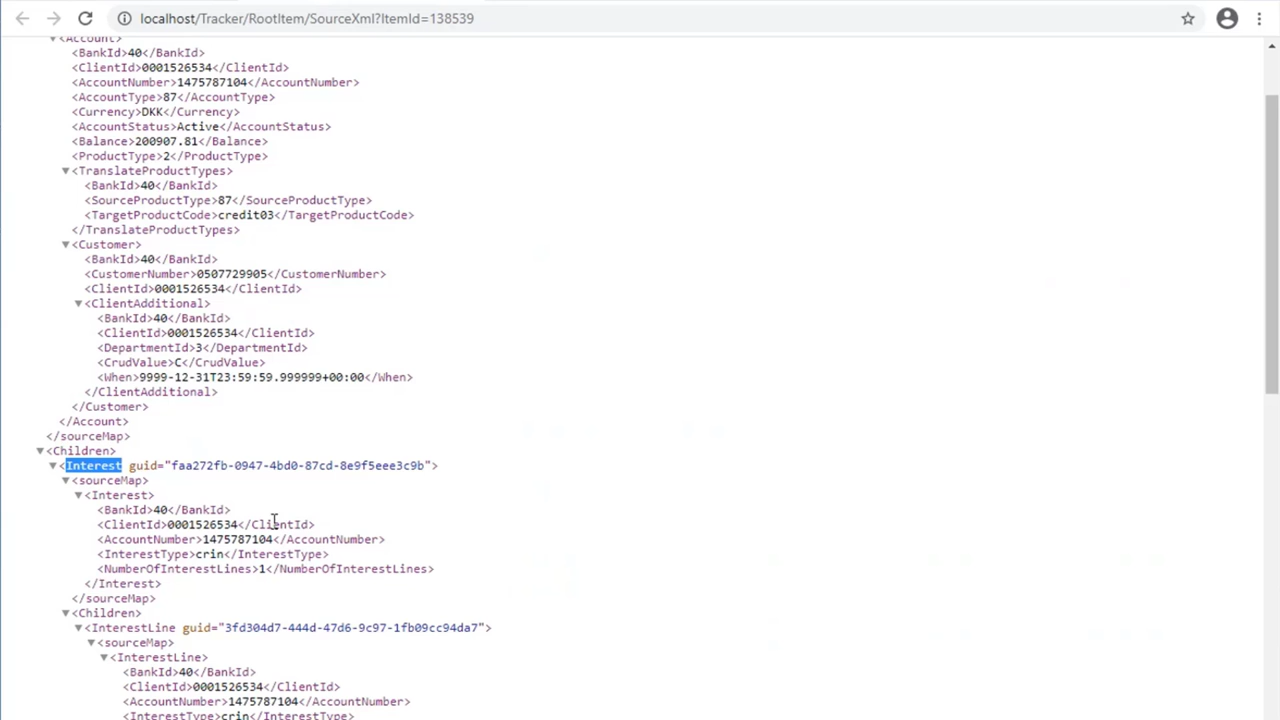 localhost/Tracker/RootItem/SourceXml?ItemId=138539
<Account>
<BankId>40</BankId>
<ClientId>0001526534</ClientId>
<AccountNumber>1475787104</AccountNumber>
<AccountType>87</AccountType>
<Currency>DKK</Currency>
<AccountStatus>Active</AccountStatus>
<Balance>200907.81</Balance>
<ProductType>2</ProductType>
<TranslateProductTypes>
<BankId>40</BankId>
<SourceProductType>87</SourceProductType>
<TargetProductCode>credit03</TargetProductCode>
</TranslateProductTypes>
<Customer>
<BankId>40</BankId>
<CustomerNumber>0507729905</CustomerNumber>
<ClientId>0001526534</ClientId>
<ClientAdditional>
<BankId>40</BankId>
<ClientId>0001526534</ClientId>
<DepartmentId>3</DepartmentId>
<CrudValue>C</CrudValue>
<When>9999-12-31T23:59:59.999999+00:00</When>
</ClientAdditional>
</Customer>
</Account>
</sourceMap>
<Children>
<Interest guid="faa272fb-0947-4bd0-87cd-8e9f5eee3c9b">
<sourceMap>
<Interest>
<BankId>40</BankId>
<ClientId>0001526534</ClientId>
<AccountNumber>1475787104</AccountNumber>
<InterestType>crin</InterestType>
<NumberOfInterestLines>1</NumberOfInterestLines>
</Interest>
</sourceMap>
<Children>
<InterestLine guid="3fd304d7-444d-47d6-9c97-1fb09cc94da7">
<sourceMap>
<InterestLine>
<BankId>40</BankId>
<ClientId>0001526534</ClientId>
<AccountNumber>1475787104</AccountNumber>
<InterestType>crin</InterestType>